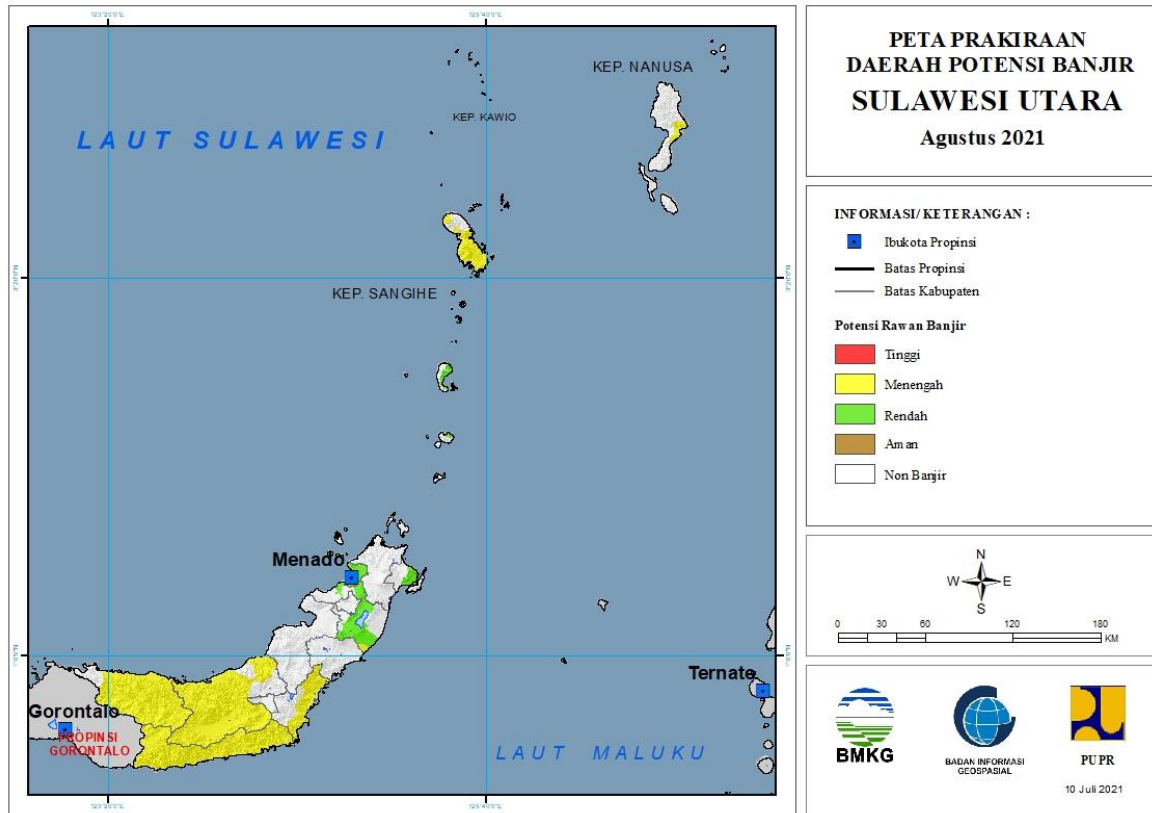 PETA PRAKIRAAN
DAERAH POTENSI BANJIR
SULAWESI UTARA
Agustus 2021
INFORMASI/ KETERANGAN :
Ibukota Propinsi
Batas Propinsi
Batas Kabupaten
Potensi Rawan Banjir
Tinggi
Menengah
Rendah
Aman
Non Banjir
N
W E
S
0 30 60 120 180
KM
BMKG
BADAN INFORMASI
GEOSPASIAL
PUPR
10 Juli 2021
KEP. NANUSA
KEP. KAWIO
LAUT SULAWESI
KEP. SANGIHE
Menado
Ternate
Gorontalo
PROPINSI
GORONTALO
LAUT MALUKU